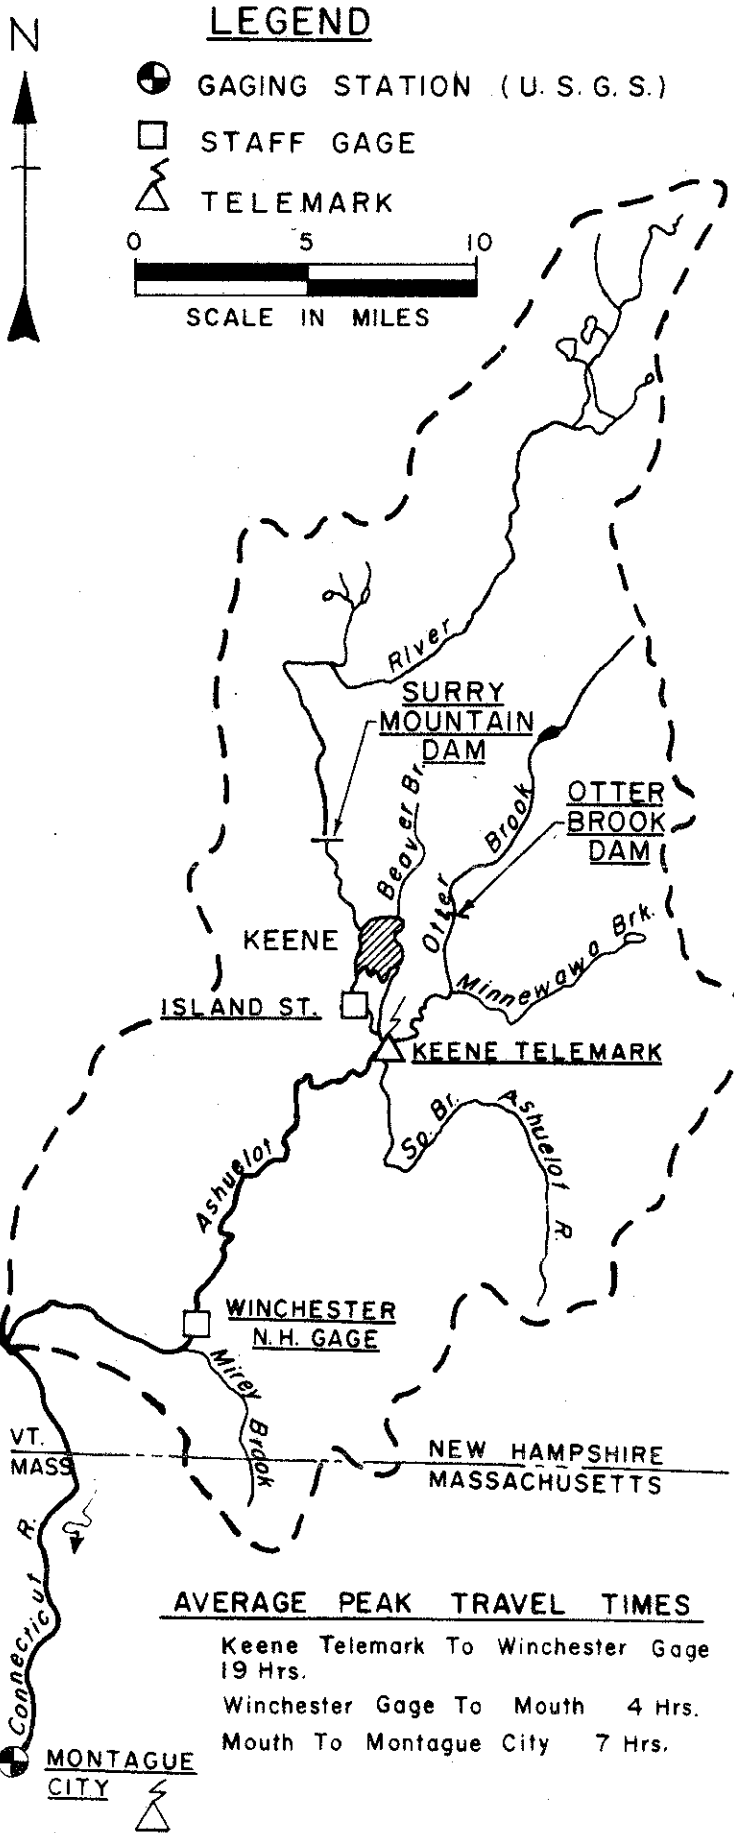 N
LEGEND
GAGING STATION (U.S.G.S.)
STAFF GAGE
TELEMARK
0 5 10
SCALE IN MILES
River
SURRY
MOUNTAIN
DAM
Beaver Br.
Otter Brook
OTTER
BROOK
DAM
KEENE
Minnewawa Brk.
ISLAND ST.
KEENE TELEMARK
So. Br. Ashuelot R.
Ashuelot
WINCHESTER
N.H. GAGE
Mirey Brook
VT.
MASS
NEW HAMPSHIRE
MASSACHUSETTS
Connecticut R.
AVERAGE PEAK TRAVEL TIMES
Keene Telemark To Winchester Gage
19 Hrs.
Winchester Gage To Mouth 4 Hrs.
Mouth To Montague City 7 Hrs.
MONTAGUE
CITY